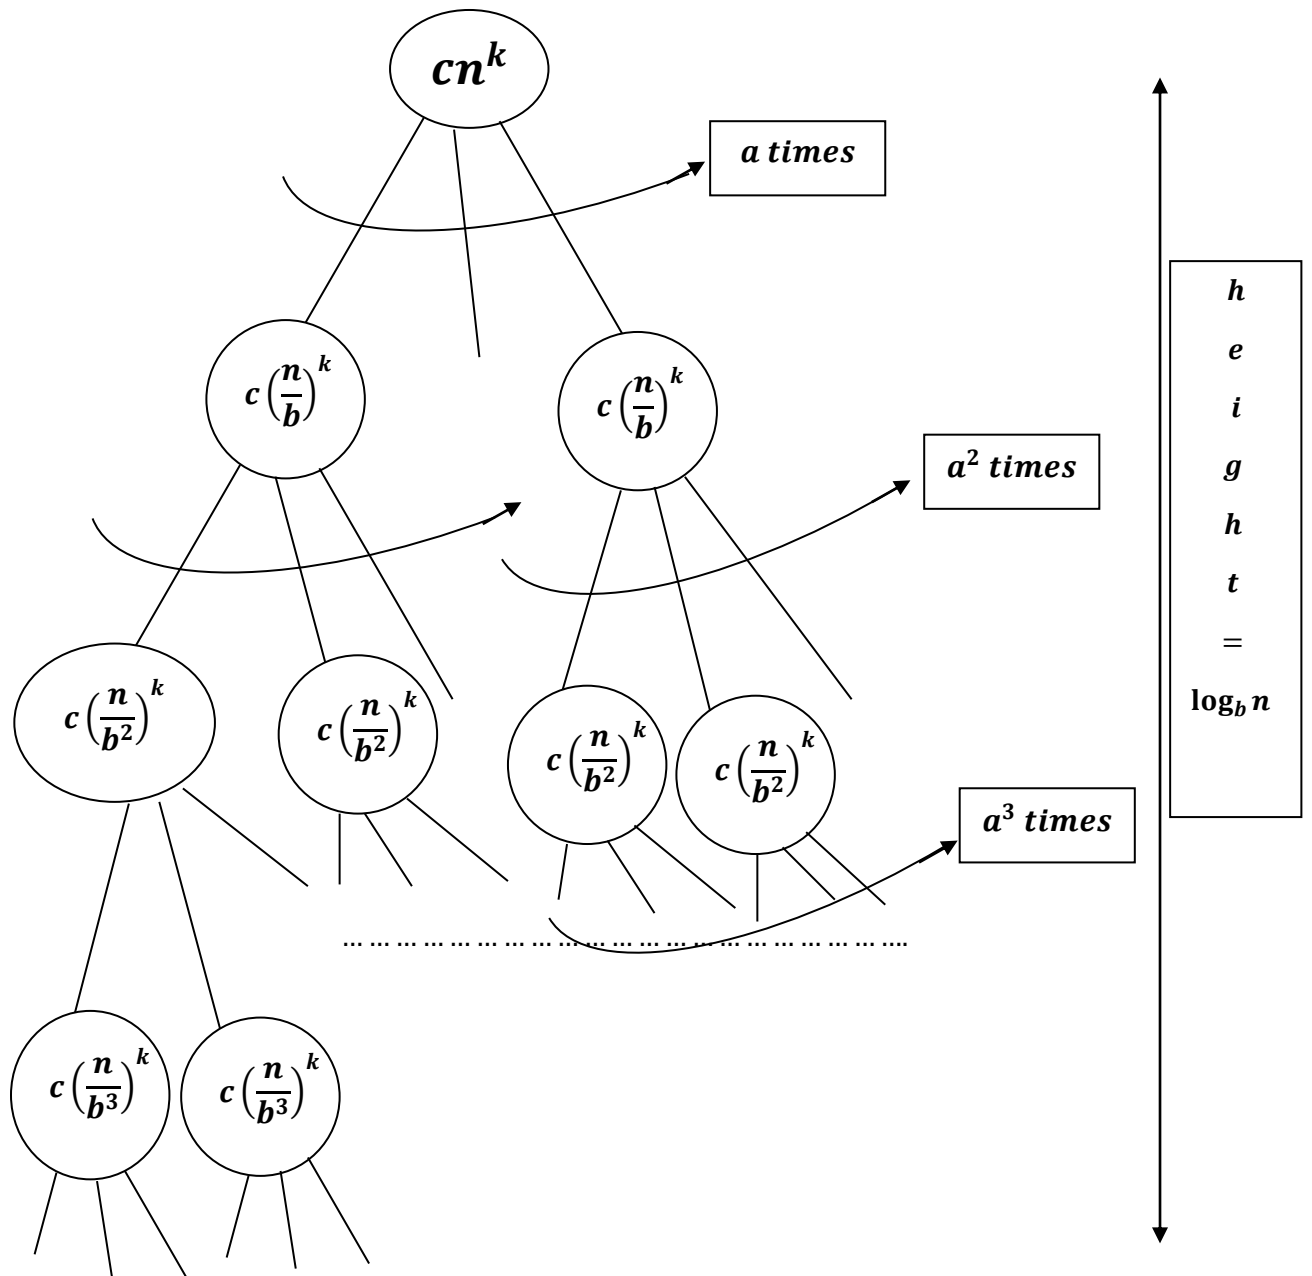 cn^k
a times
c(n/b)^k
c(n/b)^k
a^2 times
c(n/b^2)^k
c(n/b^2)^k
c(n/b^2)^k
c(n/b^2)^k
a^3 times
… … … … … … … … … … … … … … … … … … … … ….
c(n/b^3)^k
c(n/b^3)^k
h
e
i
g
h
t
=
log_b n